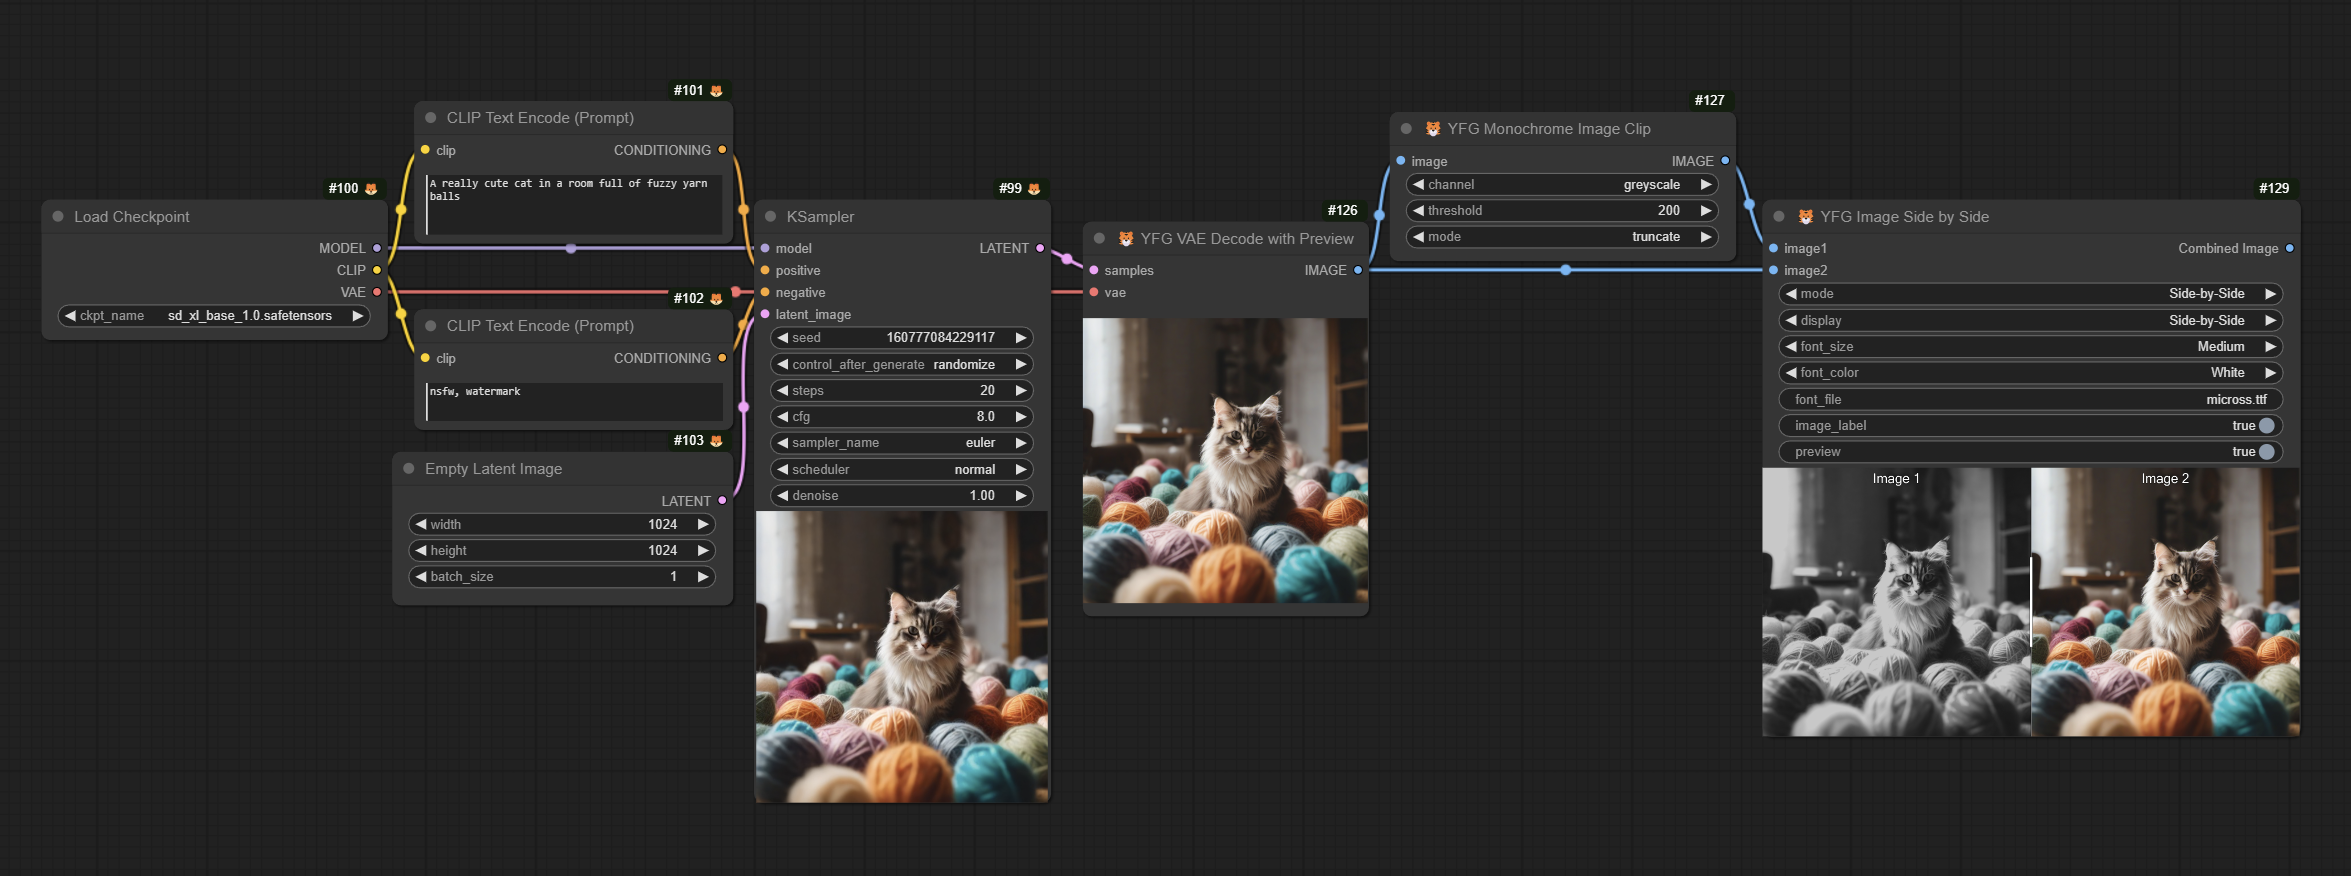 #100
Load Checkpoint
MODEL
CLIP
VAE
ckpt_name sd_xl_base_1.0.safetensors
#101
CLIP Text Encode (Prompt)
clip CONDITIONING
A really cute cat in a room full of fuzzy yarn
balls
#102
CLIP Text Encode (Prompt)
clip CONDITIONING
nsfw, watermark
#103
Empty Latent Image
LATENT
width 1024
height 1024
batch_size 1
#99
KSampler
model LATENT
positive
negative
latent_image
seed 160777084229117
control_after_generate randomize
steps 20
cfg 8.0
sampler_name euler
scheduler normal
denoise 1.00
#126
YFG VAE Decode with Preview
samples IMAGE
vae
#127
YFG Monochrome Image Clip
image IMAGE
channel greyscale
threshold 200
mode truncate
#129
YFG Image Side by Side
image1 Combined Image
image2
mode Side-by-Side
display Side-by-Side
font_size Medium
font_color White
font_file micross.ttf
image_label true
preview true
Image 1 Image 2